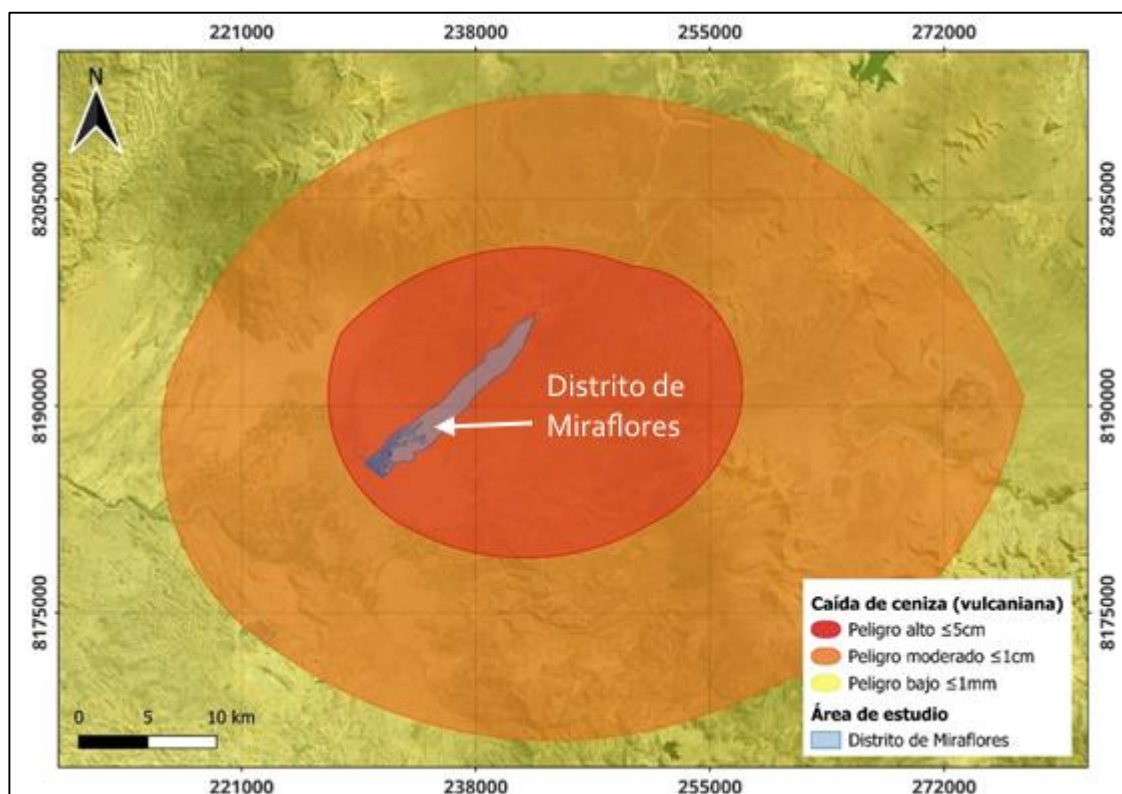 221000 238000 255000 272000
N
8205000 8205000
Distrito de
Miraflores
8190000 8190000
8175000 8175000
Caída de ceniza (vulcaniana)
Peligro alto ≤5cm
Peligro moderado ≤1cm
Peligro bajo ≤1mm
Área de estudio
Distrito de Miraflores
0 5 10 km
221000 238000 255000 272000